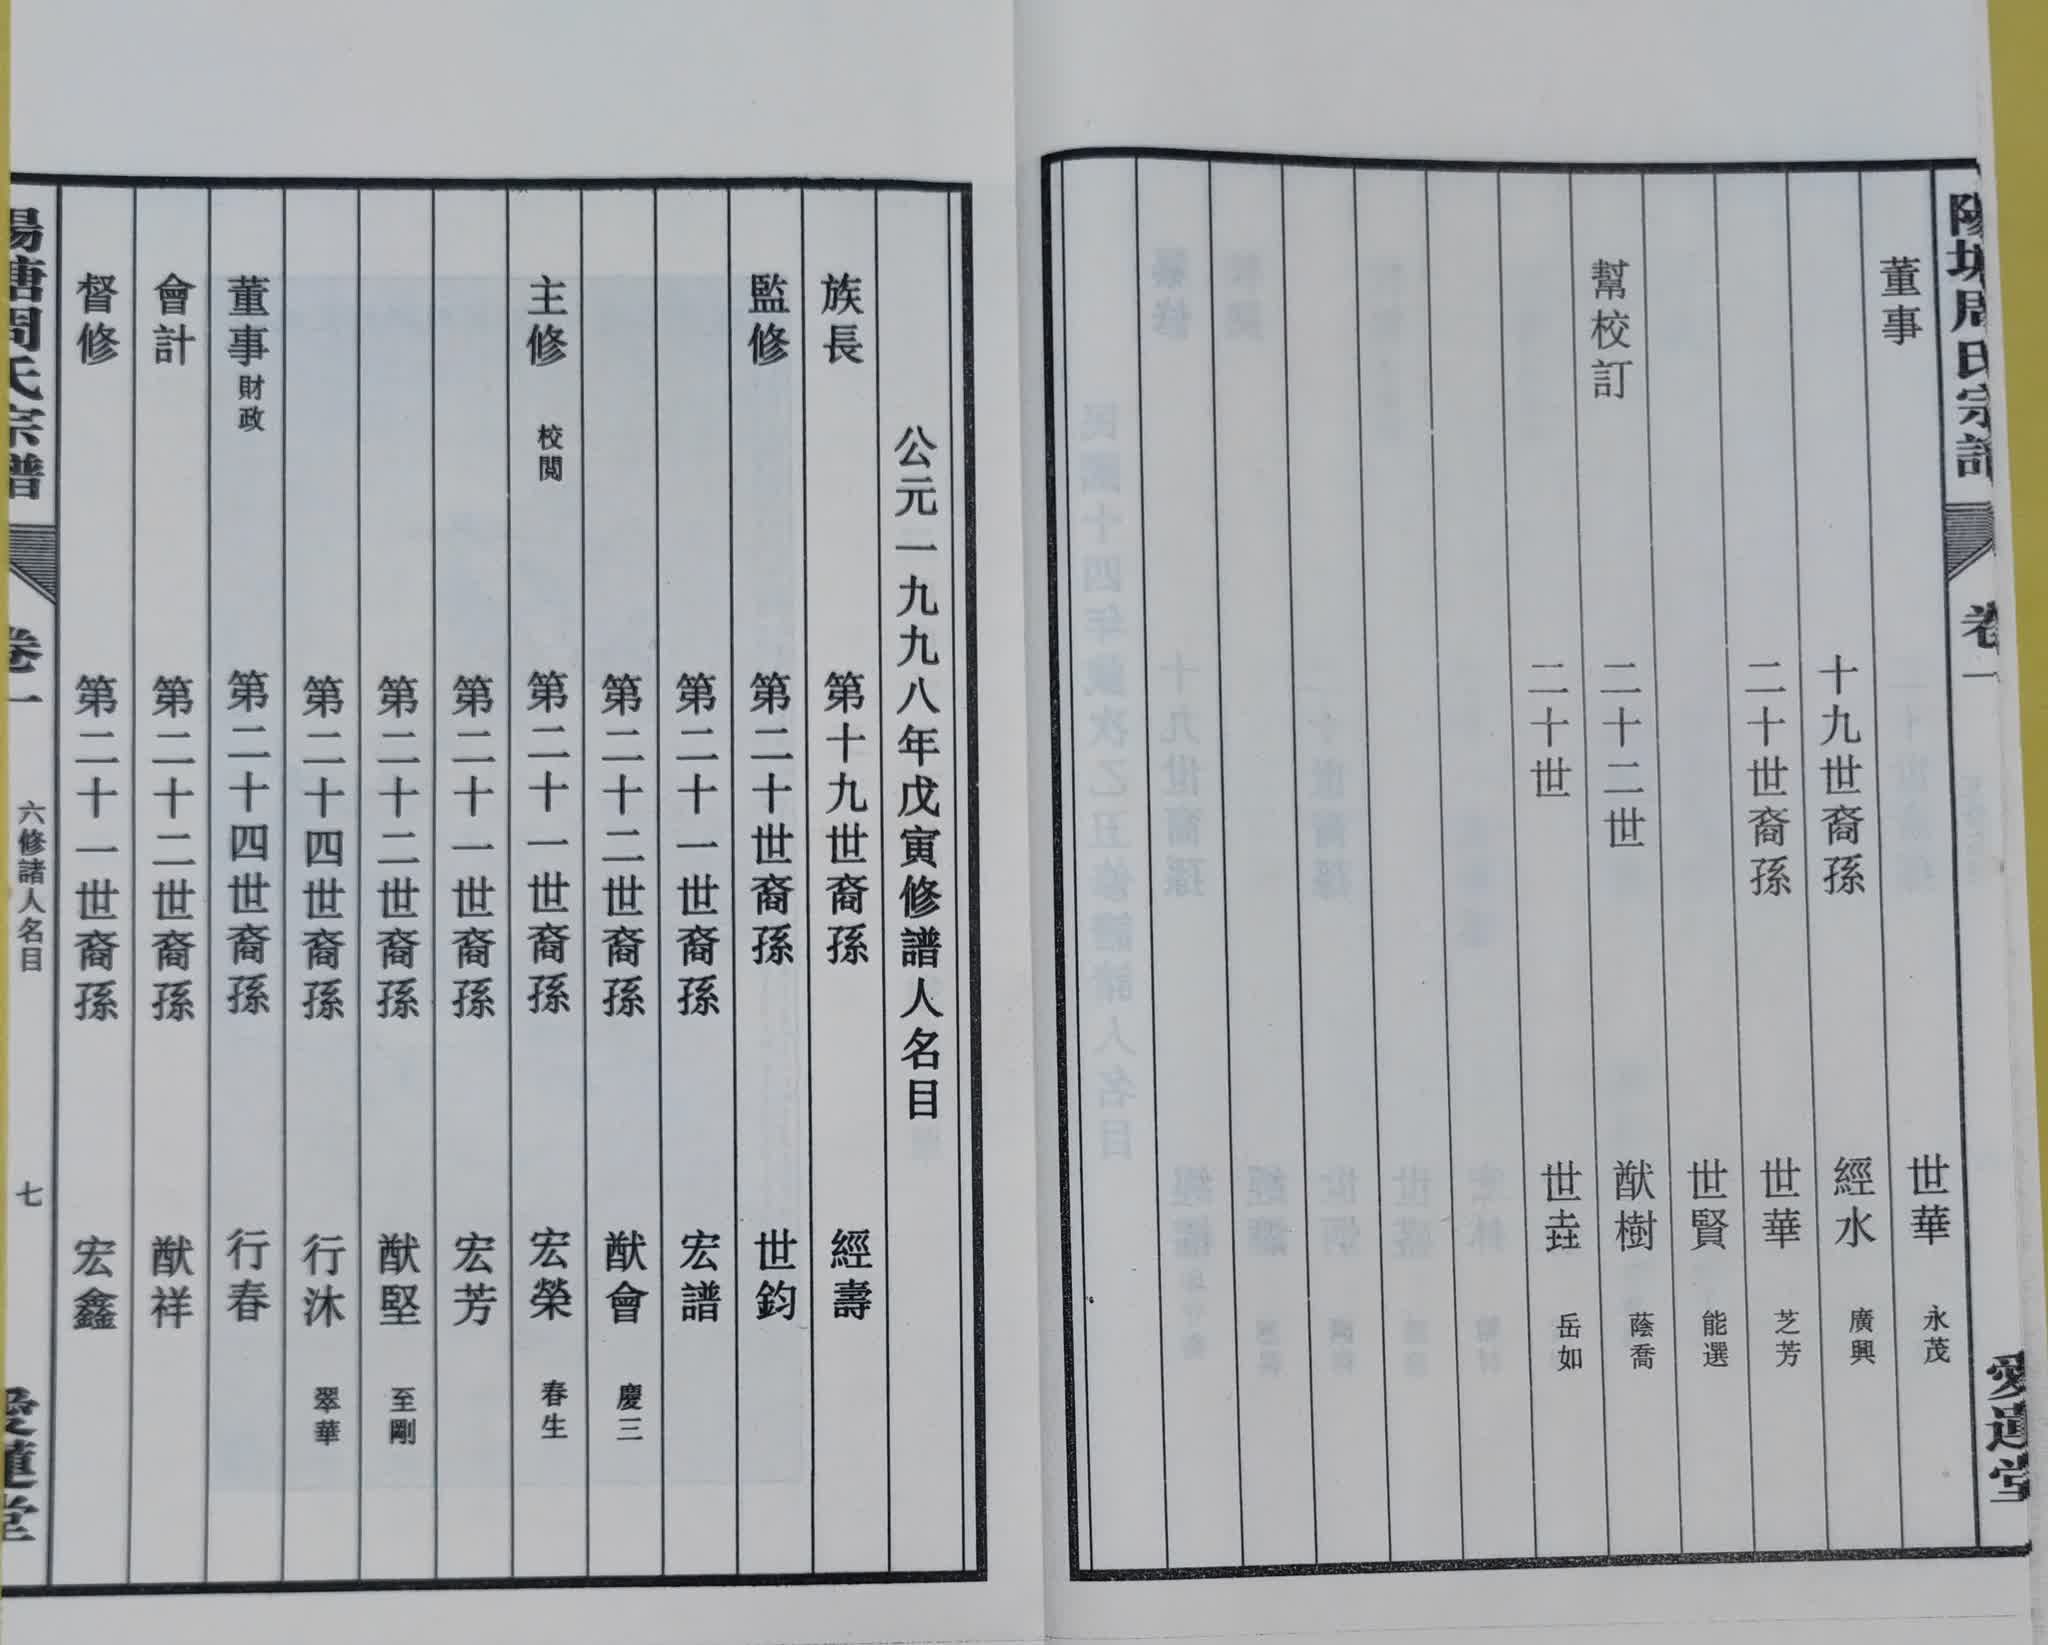 周氏宗譜 卷一 愛蓮堂
董事 世華 永茂
十九世裔孫 經水 廣興
二十世裔孫 世華 芝芳
世賢 能選
幫校訂 二十二世 猷樹 蔭喬
二十世 世垚 岳如
公元一九九八年戊寅修譜人名目
族長 第十九世裔孫 經壽
監修 第二十世裔孫 世鈞
第二十一世裔孫 宏譜
第二十二世裔孫 猷會 慶三
主修 校閱 第二十一世裔孫 宏榮 春生
第二十一世裔孫 宏芳
第二十二世裔孫 猷堅 至剛
第二十四世裔孫 行沐 翠華
董事 財政 第二十四世裔孫 行春
會計 第二十二世裔孫 猷祥
督修 第二十一世裔孫 宏鑫
塘周氏宗譜 卷一 六修諸人名目 七 愛蓮堂